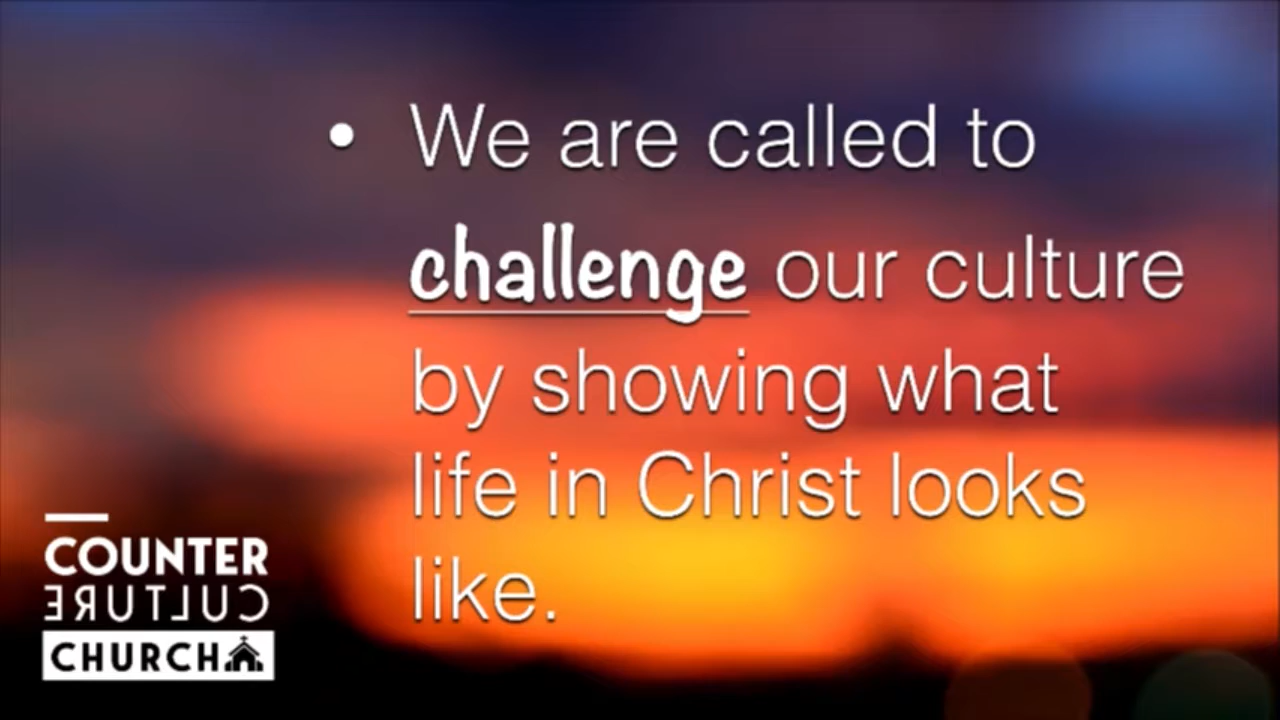 • We are called to
challenge our culture
by showing what
life in Christ looks
like.
COUNTER
CULTURE
CHURCH